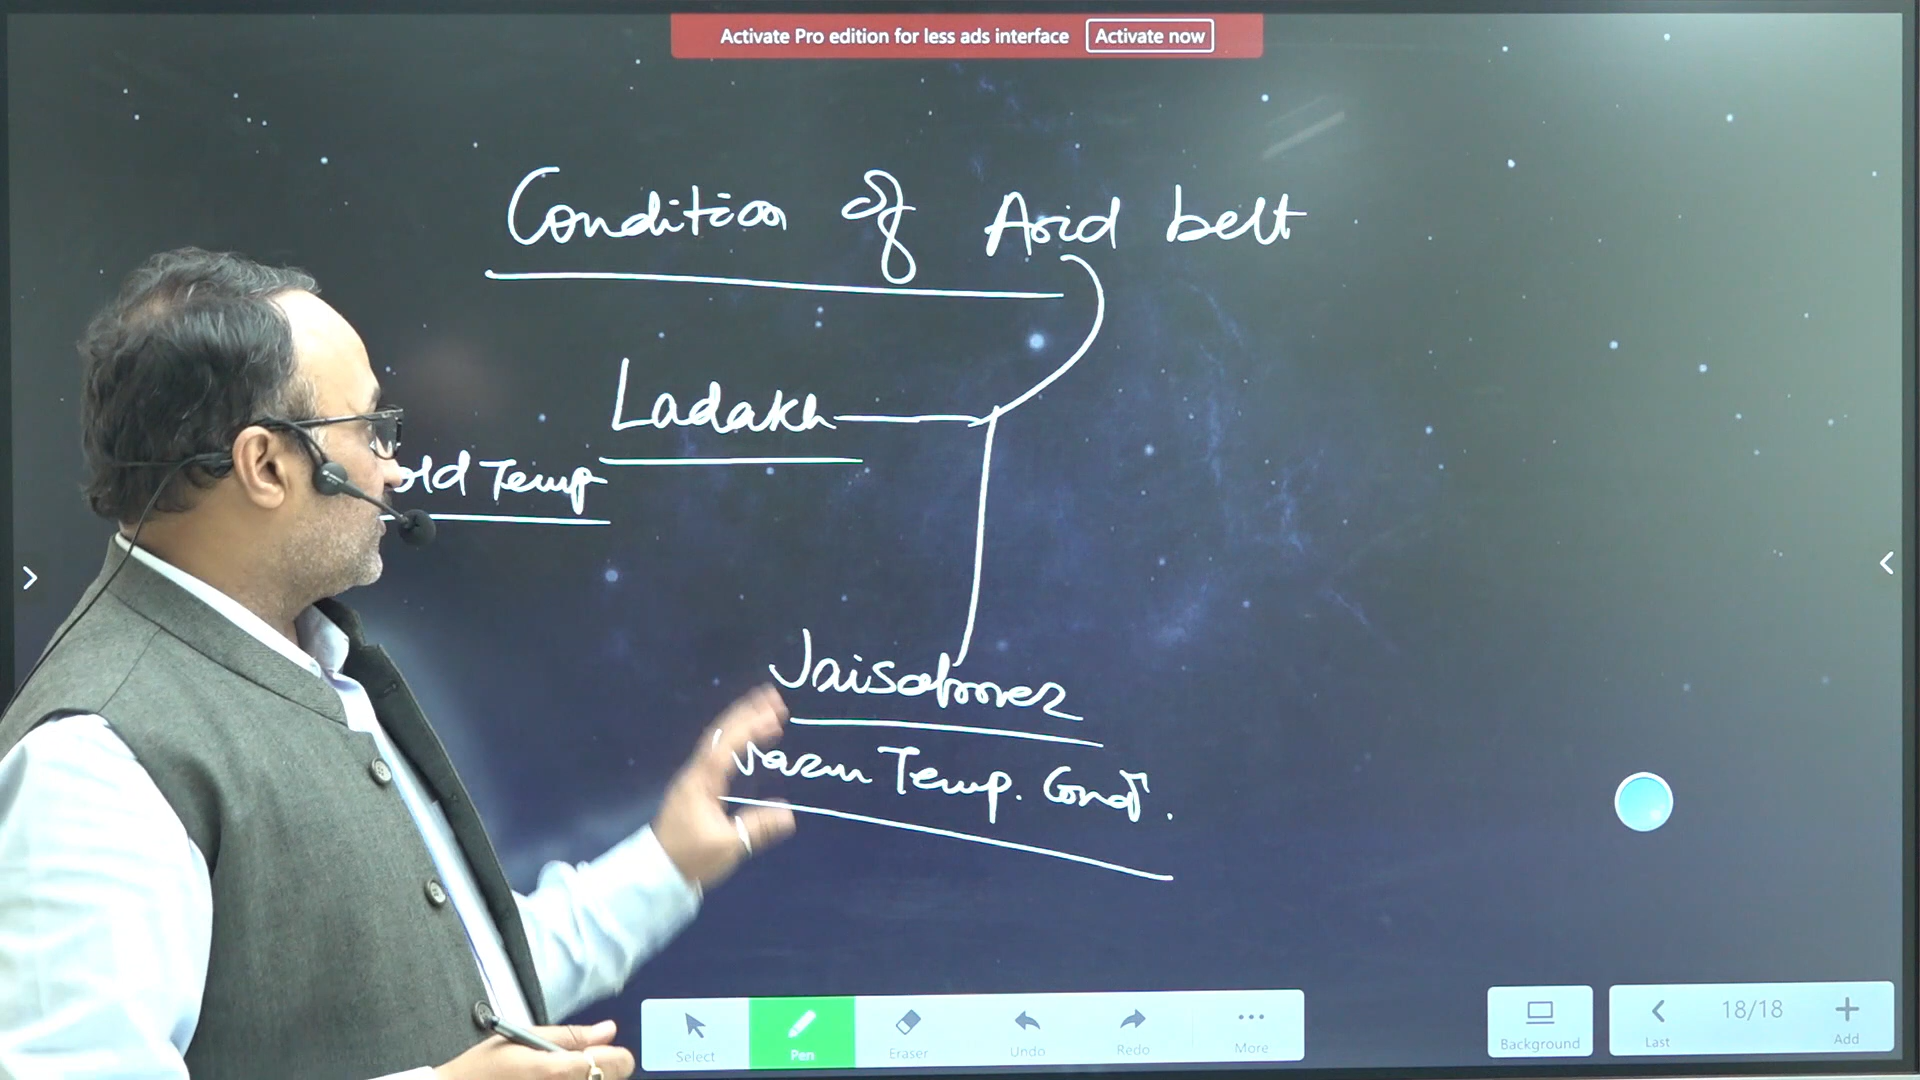 Activate Pro edition for less ads interface Activate now
Condition of Arid belt
Ladakh
old Temp
Jaisalmer
Warm Temp. Condⁿ.
Select Pen Eraser Undo Redo More
Background
Last 18/18 Add